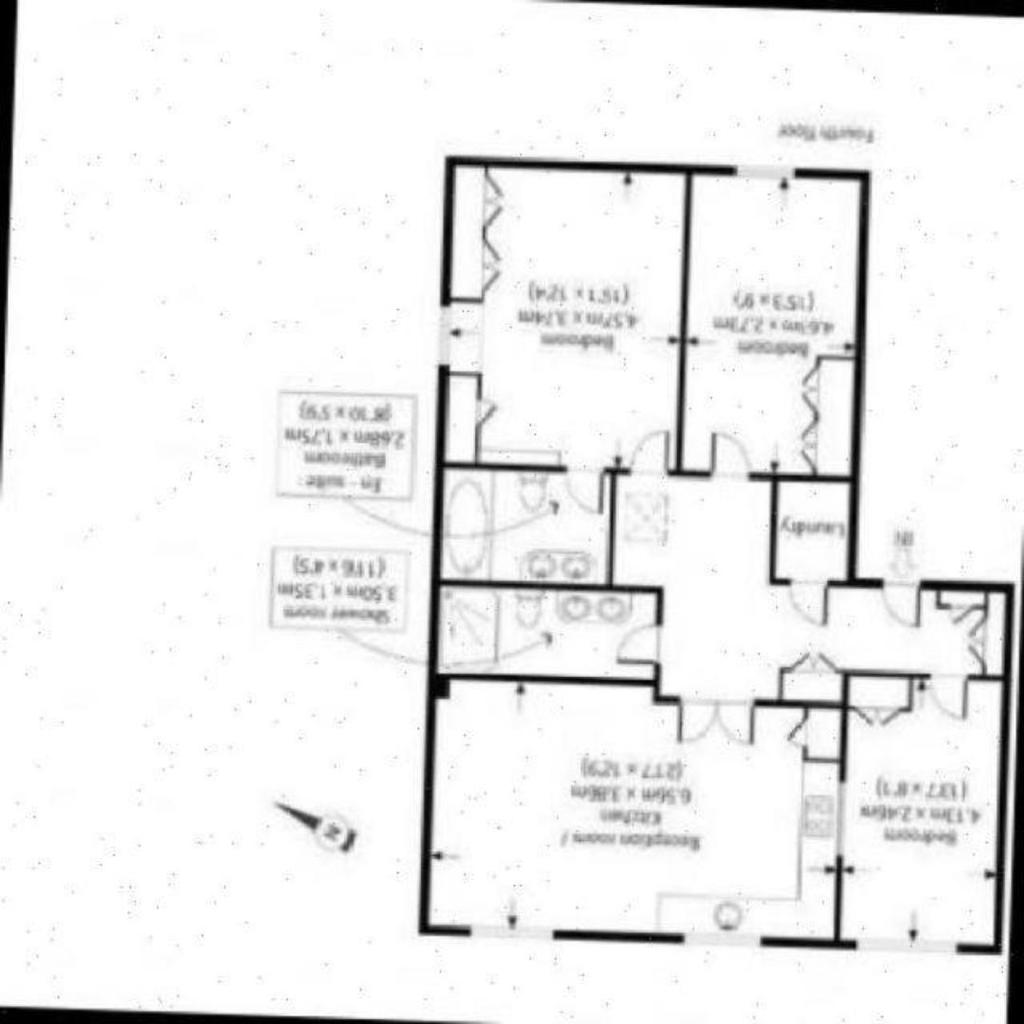 Bedroom
4.13m x 2.46m
(13'7 x 8'1)
Reception room /
Kitchen
6.56m x 3.86m
(21'7 x 12'9)
N
Shower room
3.50m x 1.35m
(11'6 x 4'5)
IN
Laundry
En - suite
Bathroom
2.68m x 1.75m
(8'10 x 5'9)
Bedroom
x 2.73m
(15'3 x 9')
Bedroom
4.57m x 3.74m
(15'1 x 12'4)
Fourth floor